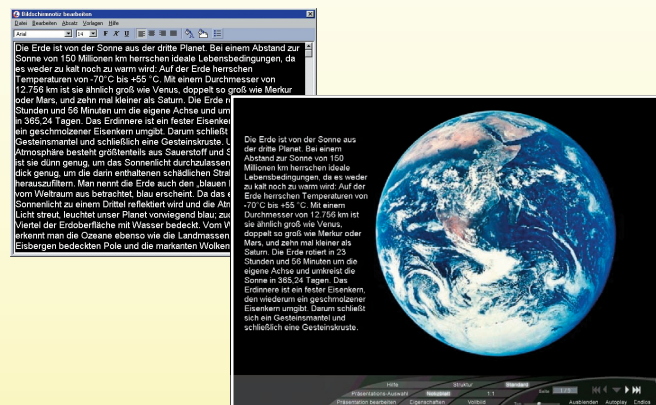 Bildschirmnotiz bearbeiten
Datei Bearbeiten Absatz Vorlagen Hilfe
Arial 14 F K U
Die Erde ist von der Sonne aus der dritte Planet. Bei einem Abstand zur
Sonne von 150 Millionen km herrschen ideale Lebensbedingungen, da
es weder zu kalt noch zu warm wird: Auf der Erde herrschen
Temperaturen von -70°C bis +55 °C. Mit einem Durchmesser von
12.756 km ist sie ähnlich groß wie Venus, doppelt so groß wie Merkur
oder Mars, und zehn mal kleiner als Saturn. Die Erde
Stunden und 56 Minuten um die eigene Achse und
in 365,24 Tagen. Das Erdinnere ist ein fester
ein geschmolzener Eisenkern umgibt. Darum schließt
Gesteinsmantel und schließlich eine Gesteinskruste.
Atmosphäre besteht größtenteils aus Sauerstoff und
ist sie dünn genug, um das Sonnenlicht durchzulassen
dick genug, um die darin enthaltenen schädlichen
herauszufiltern. Man nennt die Erde auch den „blauen
vom Weltraum aus betrachtet, blau erscheint. Da das
Sonnenlicht zu einem Drittel reflektiert wird und die
Licht streut, leuchtet unser Planet vorwiegend blau;
Viertel der Erdoberfläche mit Wasser bedeckt. Vom
erkennt man die Ozeane ebenso wie die Landmassen
Eisbergen bedeckten Pole und die markanten
Die Erde ist von der Sonne aus
der dritte Planet. Bei einem
Abstand zur Sonne von 150
Millionen km herrschen ideale
Lebensbedingungen, da es weder
zu kalt noch zu warm wird: Auf der
Erde herrschen Temperaturen von
-70°C bis +55 °C. Mit einem
Durchmesser von 12.756 km ist
sie ähnlich groß wie Venus,
doppelt so groß wie Merkur oder
Mars, und zehn mal kleiner als
Saturn. Die Erde rotiert in 23
Stunden und 56 Minuten um die
eigene Achse und umkreist die
Sonne in 365,24 Tagen. Das
Erdinnere ist ein fester Eisenkern,
den wiederum ein geschmolzener
Eisenkern umgibt. Darum schließt
sich ein Gesteinsmantel und
schließlich eine Gesteinskruste.
Hilfe Struktur Standard
Präsentations-Auswahl Notiztext 1:1 Seite 1 / 5
Präsentation bearbeiten Eigenschaften Vollbild Ton Ausblenden Autoplay Endlos